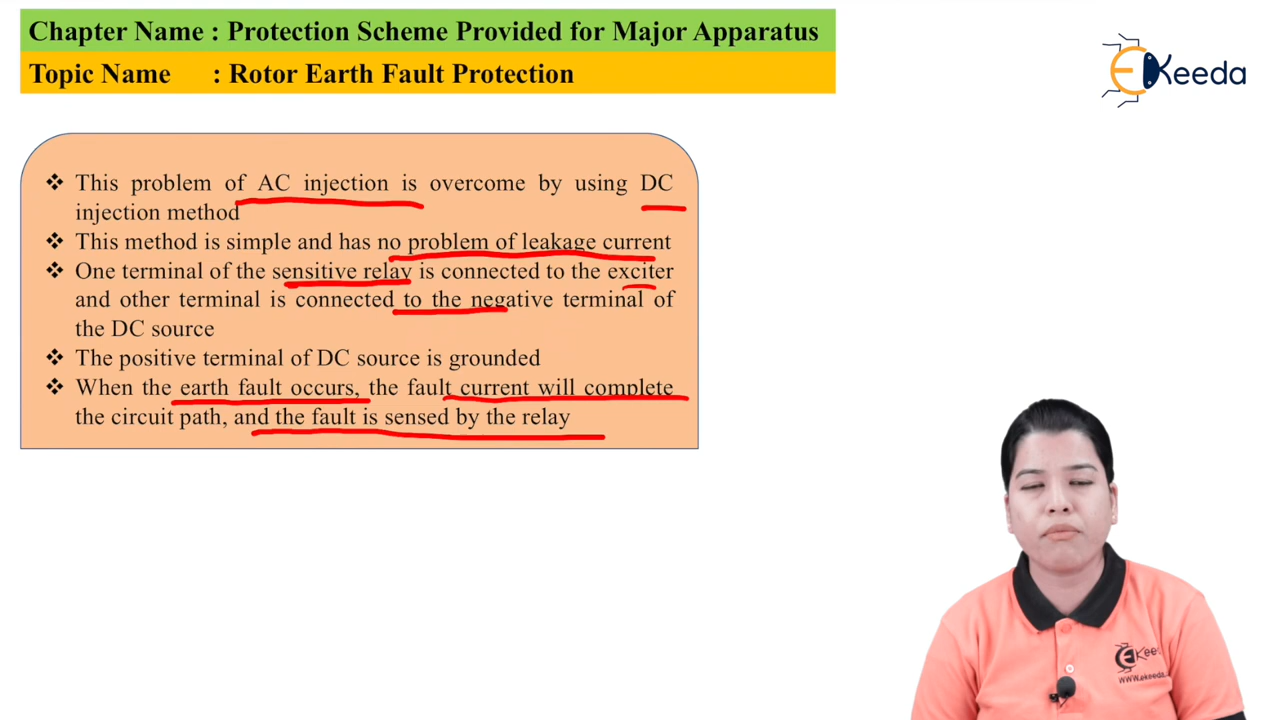 Chapter Name : Protection Scheme Provided for Major Apparatus
Topic Name : Rotor Earth Fault Protection
EKeeda
❖ This problem of AC injection is overcome by using DC
injection method
❖ This method is simple and has no problem of leakage current
❖ One terminal of the sensitive relay is connected to the exciter
and other terminal is connected to the negative terminal of
the DC source
❖ The positive terminal of DC source is grounded
❖ When the earth fault occurs, the fault current will complete
the circuit path, and the fault is sensed by the relay